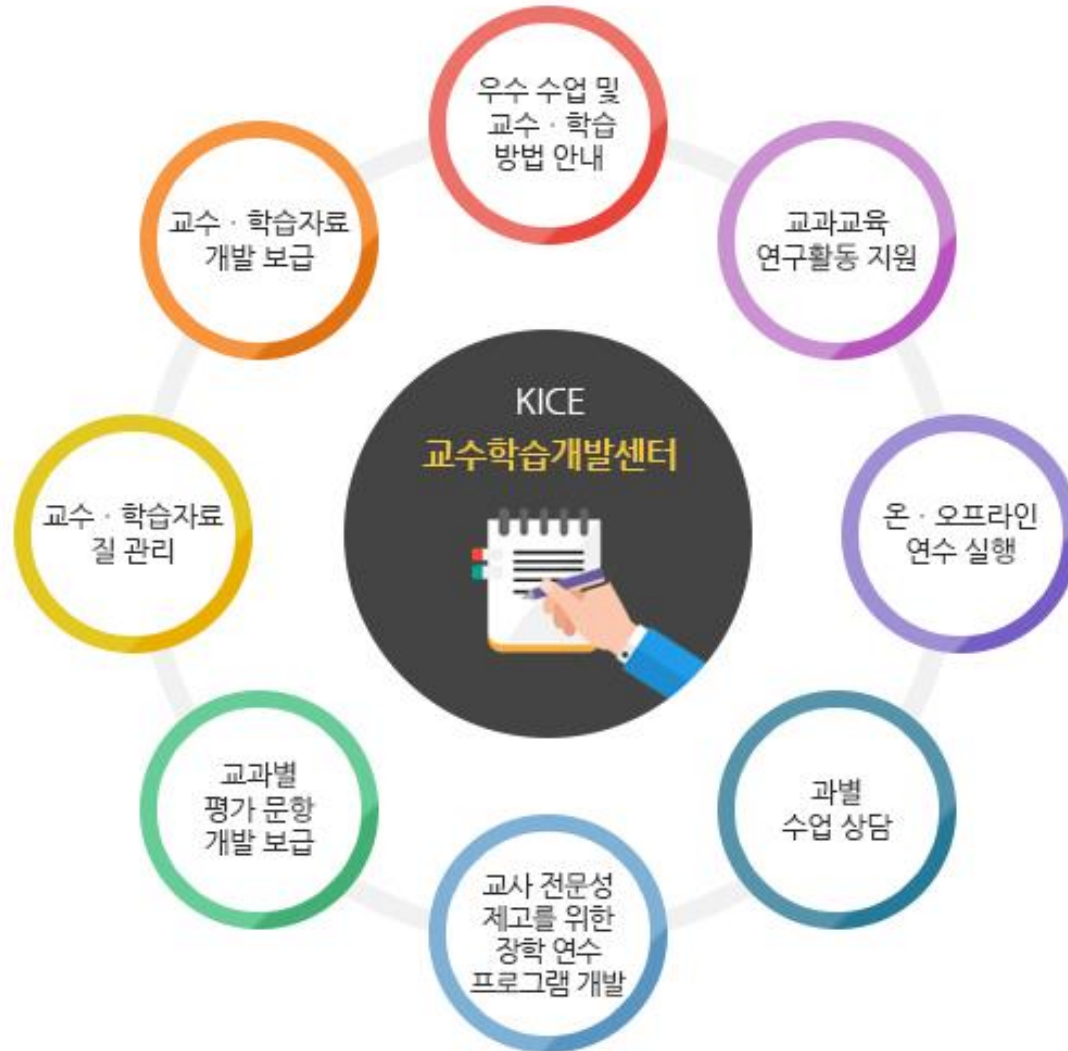 우수 수업 및
교수 · 학습
방법 안내
교과교육
연구활동 지원
온 · 오프라인
연수 실행
과별
수업 상담
교사 전문성
제고를 위한
장학 연수
프로그램 개발
교과별
평가 문항
개발 보급
교수 · 학습자료
질 관리
교수 · 학습자료
개발 보급
KICE
교수학습개발센터